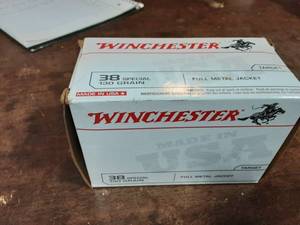 WINCHESTER
38 SPECIAL
130 GRAIN
FULL METAL JACKET
MADE IN USA
TARGET
WINCHESTER
MADE IN
USA
TARGET
38 SPECIAL
130 GRAIN
FULL METAL JACKET